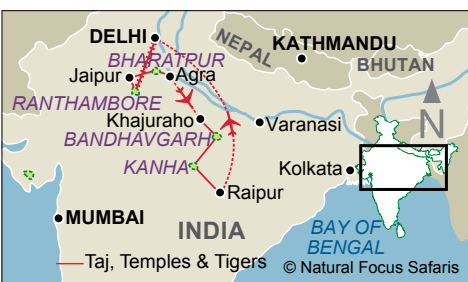 DELHI
KATHMANDU
NEPAL
BHUTAN
BHARATPUR
Jaipur
Agra
RANTHAMBORE
N
Khajuraho
Varanasi
BANDHAVGARH
KANHA
Kolkata
Raipur
MUMBAI
INDIA
BAY OF
BENGAL
Taj, Temples & Tigers
© Natural Focus Safaris